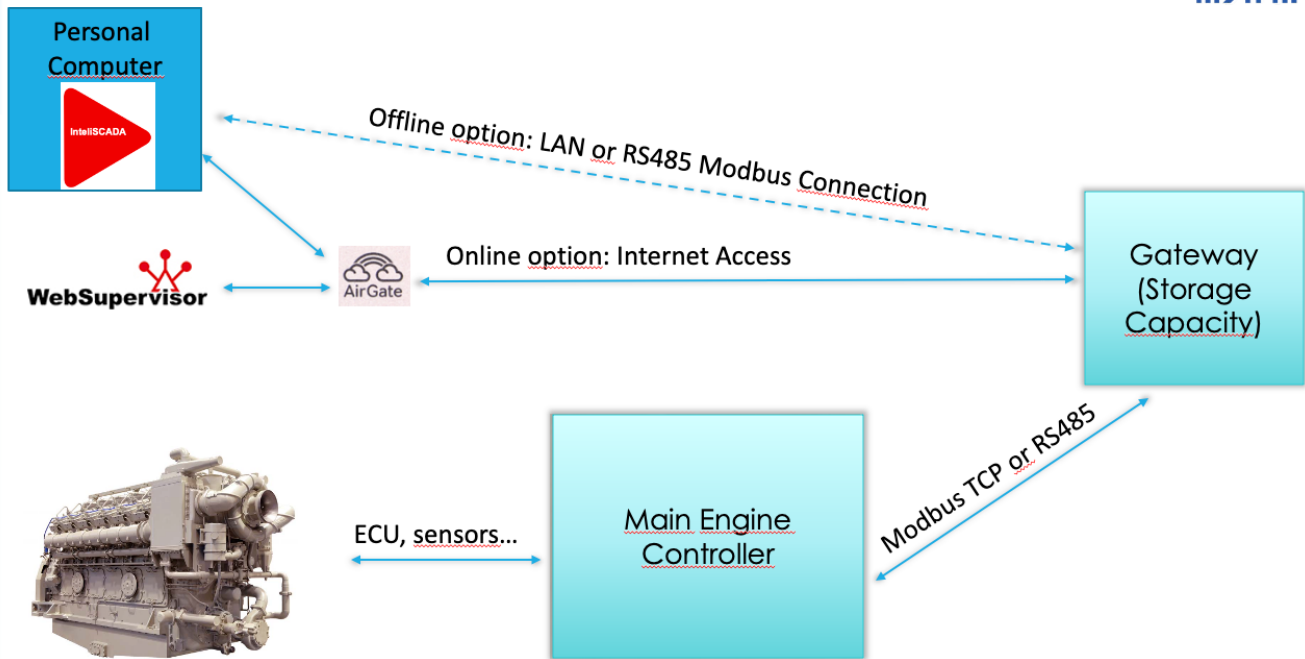 Personal
Computer
InteliSCADA
Offline option: LAN or RS485 Modbus Connection
Online option: Internet Access
AirGate
WebSupervisor
Gateway
(Storage
Capacity)
Modbus TCP or RS485
ECU, sensors...
Main Engine
Controller